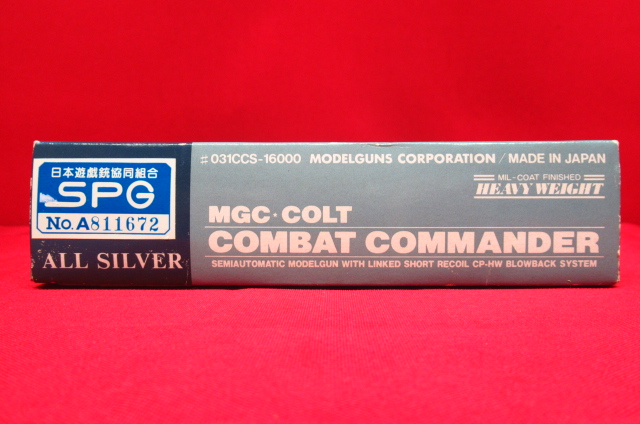 日本遊戯銃協同組合
SPG
No.A811672
ALL SILVER
♯031CCS-16000 MODELGUNS CORPORATION / MADE IN JAPAN
MIL-COAT FINISHED
HEAVY WEIGHT
MGC・COLT
COMBAT COMMANDER
SEMIAUTOMATIC MODELGUN WITH LINKED SHORT RECOIL CP-HW BLOWBACK SYSTEM